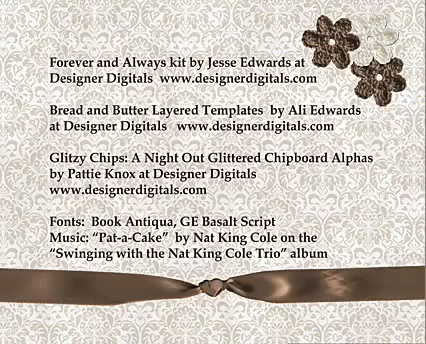 Forever and Always kit by Jesse Edwards at
Designer Digitals  www.designerdigitals.com
Bread and Butter Layered Templates  by Ali Edwards
at Designer Digitals   www.designerdigitals.com
Glitzy Chips: A Night Out Glittered Chipboard Alphas
by Pattie Knox at Designer Digitals
www.designerdigitals.com
Fonts:  Book Antiqua, GE Basalt Script
Music: “Pat-a-Cake”  by Nat King Cole on the
“Swinging with the Nat King Cole Trio” album